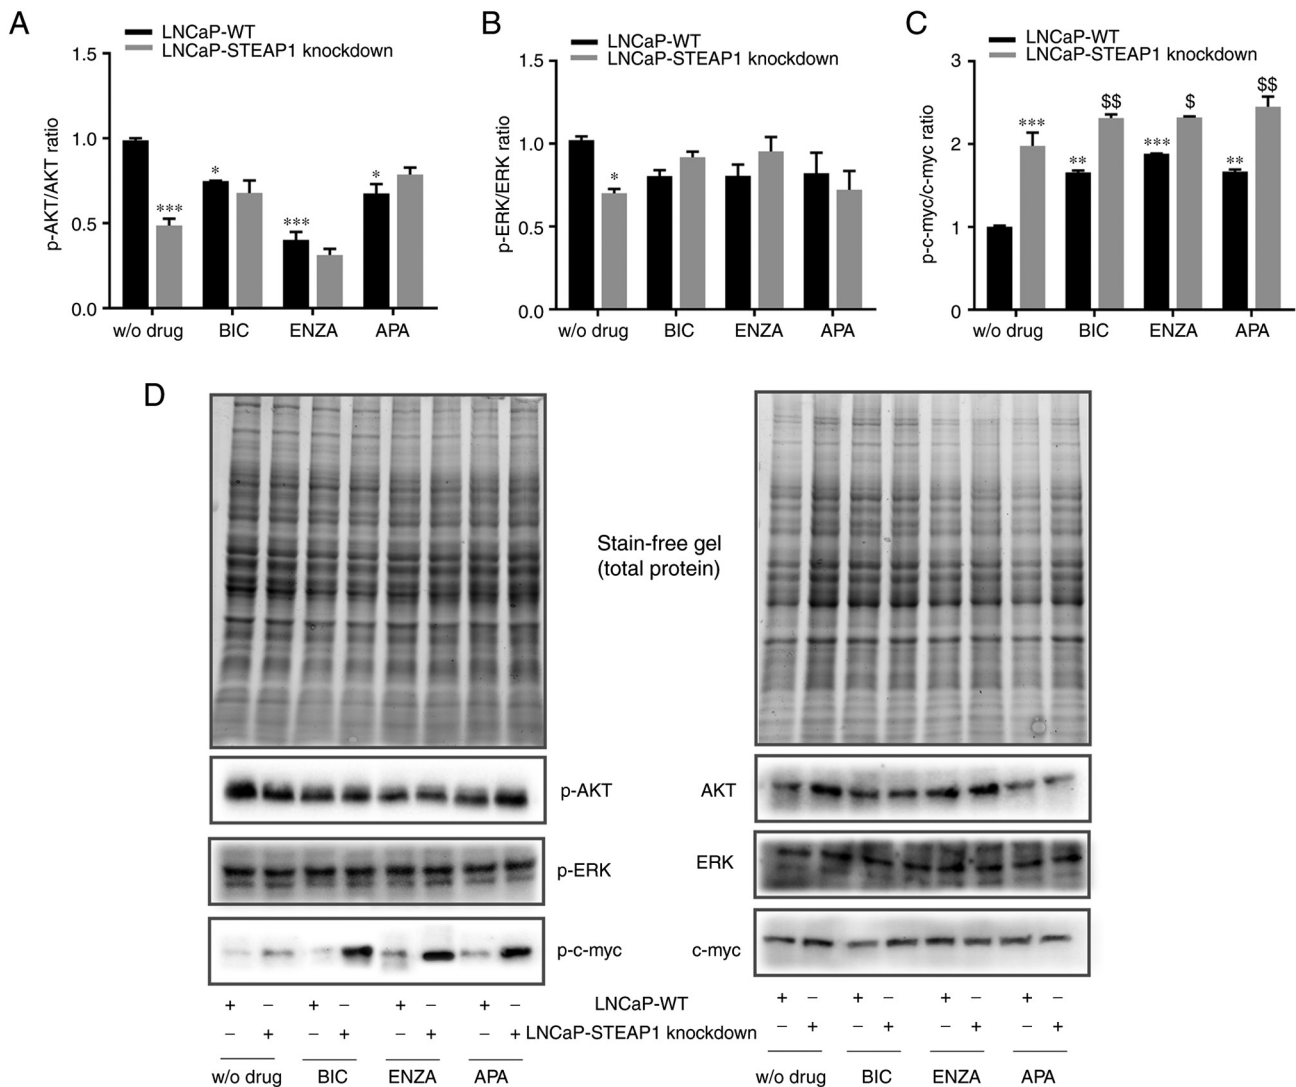 A
LNCaP-WT
LNCaP-STEAP1 knockdown
p-AKT/AKT ratio
1.5
1.0
0.5
0.0
***
*
***
*
w/o drug BIC ENZA APA
B
LNCaP-WT
LNCaP-STEAP1 knockdown
p-ERK/ERK ratio
1.5
1.0
0.5
0.0
*
w/o drug BIC ENZA APA
C
LNCaP-WT
LNCaP-STEAP1 knockdown
p-c-myc/c-myc ratio
3
2
1
0
***
**
$$
***
$
**
$$
w/o drug BIC ENZA APA
D
Stain-free gel
(total protein)
p-AKT AKT
p-ERK ERK
p-c-myc c-myc
+ − + − + − + − LNCaP-WT + − + − + − + −
− + − + − + − + LNCaP-STEAP1 knockdown − + − + − + − +
w/o drug BIC ENZA APA w/o drug BIC ENZA APA